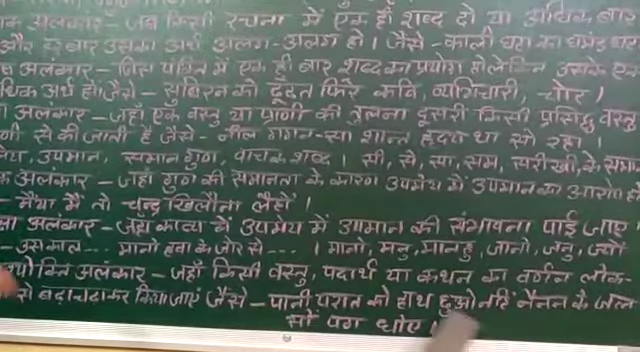 अलंकार – जब किसी रचना में एक ही शब्द दो या अधिक बार
और हर बार उसका अर्थ अलग-अलग हो। जैसे – काली घटा का घमंड घटा
अलंकार – जिस पंक्ति में एक ही बार शब्द का प्रयोग हो लेकिन उसके एक
धिक अर्थ हो। जैसे – सुबरिन को ढूढत फिर कवि, व्यभिचारी, चोर।
अलंकार – जहाँ एक वस्तु या प्राणी की तुलना दूसरी किसी प्रसिद्ध वस्तु
णी से की जाती है जैसे – नील गगन-सा शान्त हृदय था सो रहा।
मेय, उपमान, समान गुण, वाचक शब्द। सी, से, सा, सम, सरीखी, के समा
क अलंकार – जहाँ गुण की समानता के कारण उपमेय में उपमान का आरोप हो
– मैया मैं तो चन्द्र खिलौना लैहों।
क्षा अलंकार – जहाँ काव्य में उपमेय में उपमान की संभावना पाई जाए।
– उस काल ... मानो हवा के जोर से ...। मानो, मनु, मानहु, जानो, जनु, ज्यों
योक्ति अलंकार – जहाँ किसी वस्तु, पदार्थ या कथन का वर्णन लोक-
से बढ़ाचढ़ाकर किया जाएं जैसे – पानी परात को हाथ छुओ नहिं नैनन के जल
सों पग धोए।